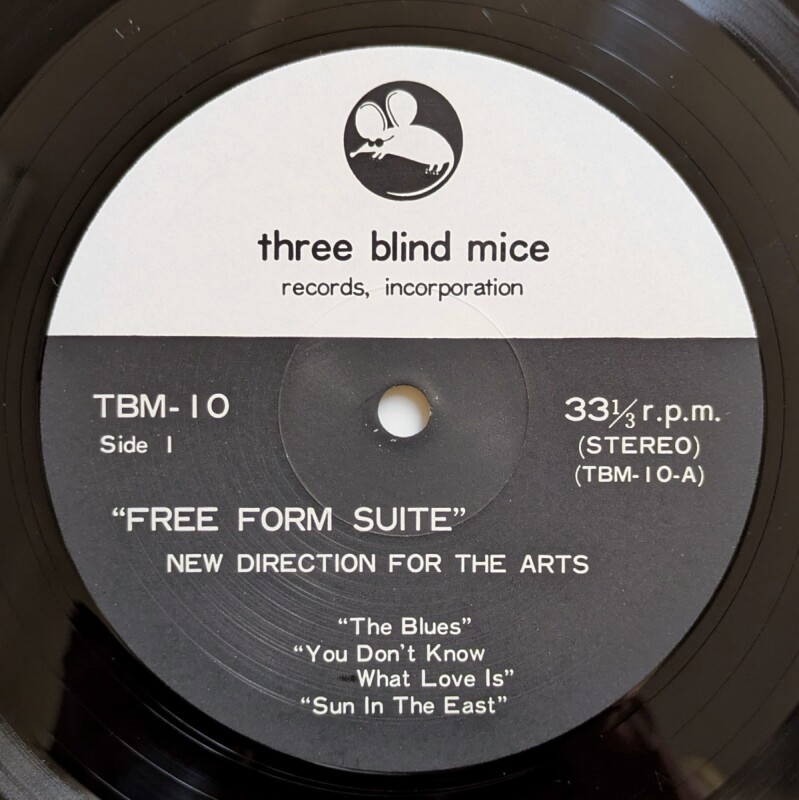 three blind mice
records, incorporation
TBM-10
33⅓ r.p.m.
Side 1
(STEREO)
(TBM-10-A)
“FREE FORM SUITE”
NEW DIRECTION FOR THE ARTS
“The Blues”
“You Don't Know
What Love Is”
“Sun In The East”